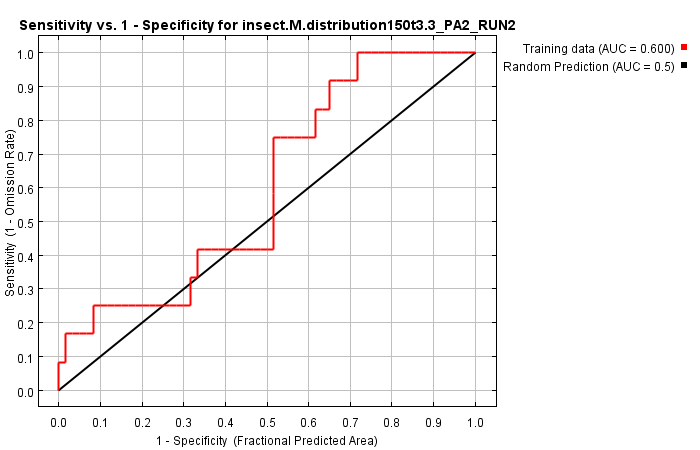 Sensitivity vs. 1 - Specificity for insect.M.distribution150t3.3_PA2_RUN2
Training data (AUC = 0.600)
Random Prediction (AUC = 0.5)
Sensitivity (1 - Omission Rate)
1.0
0.9
0.8
0.7
0.6
0.5
0.4
0.3
0.2
0.1
0.0
0.0 0.1 0.2 0.3 0.4 0.5 0.6 0.7 0.8 0.9 1.0
1 - Specificity (Fractional Predicted Area)